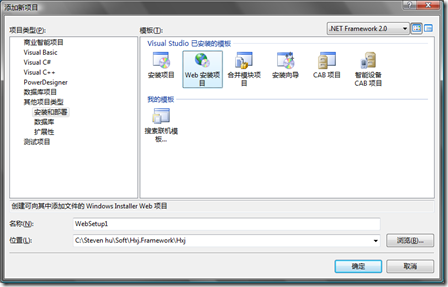 添加新项目
项目类型(P):
模板(T):
.NET Framework 2.0
商业智能项目
Visual Basic
Visual C#
Visual C++
PowerDesigner
数据库项目
其他项目类型
安装和部署
数据库
扩展性
测试项目
Visual Studio 已安装的模板
安装项目
Web 安装项
目
合并模块项
目
安装向导
CAB 项目
智能设备
CAB 项目
我的模板
搜索联机模
板...
创建可向其中添加文件的 Windows Installer Web 项目
名称(N):
WebSetup1
位置(L):
C:\Steven hu\Soft\Hxj.Framework\Hxj
浏览(B)...
确定
取消